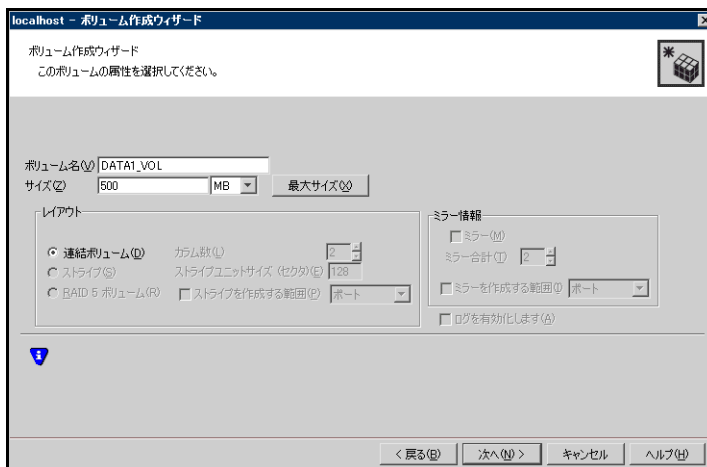 localhost - ボリューム作成ウィザード
ボリューム作成ウィザード
このボリュームの属性を選択してください。
ボリューム名(V) DATA1_VOL
サイズ(Z) 500 MB 最大サイズ(X)
レイアウト
連結ボリューム(D) カラム数(L) 2
ストライプ(S) ストライプユニットサイズ (セクタ)(E) 128
RAID 5 ボリューム(R) ストライプを作成する範囲(P) ポート
ミラー情報
ミラー(M)
ミラー合計(T) 2
ミラーを作成する範囲(I) ポート
ログを有効化します(A)
< 戻る(B) 次へ(N) > キャンセル ヘルプ(H)